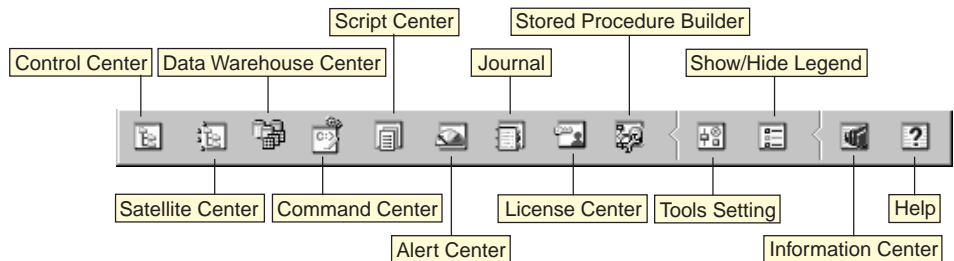 Script Center
Stored Procedure Builder
Control Center
Data Warehouse Center
Journal
Show/Hide Legend
C:>
?
Satellite Center
Command Center
License Center
Tools Setting
Help
Alert Center
Information Center